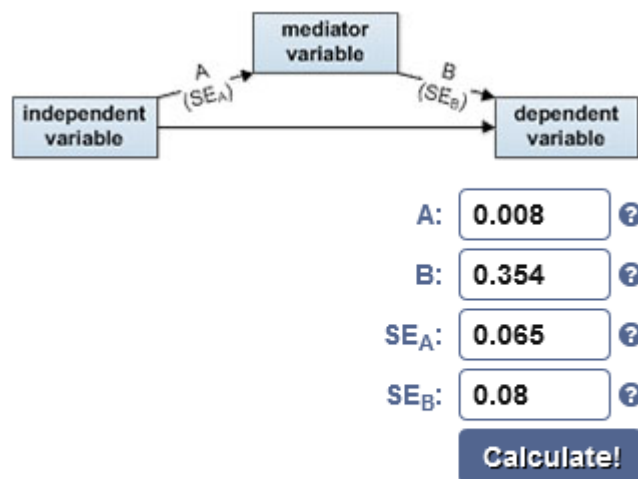 mediator
variable
A
(SEA)
B
(SEB)
independent
variable
dependent
variable
A: 0.008 ?
B: 0.354 ?
SEA: 0.065 ?
SEB: 0.08 ?
Calculate!